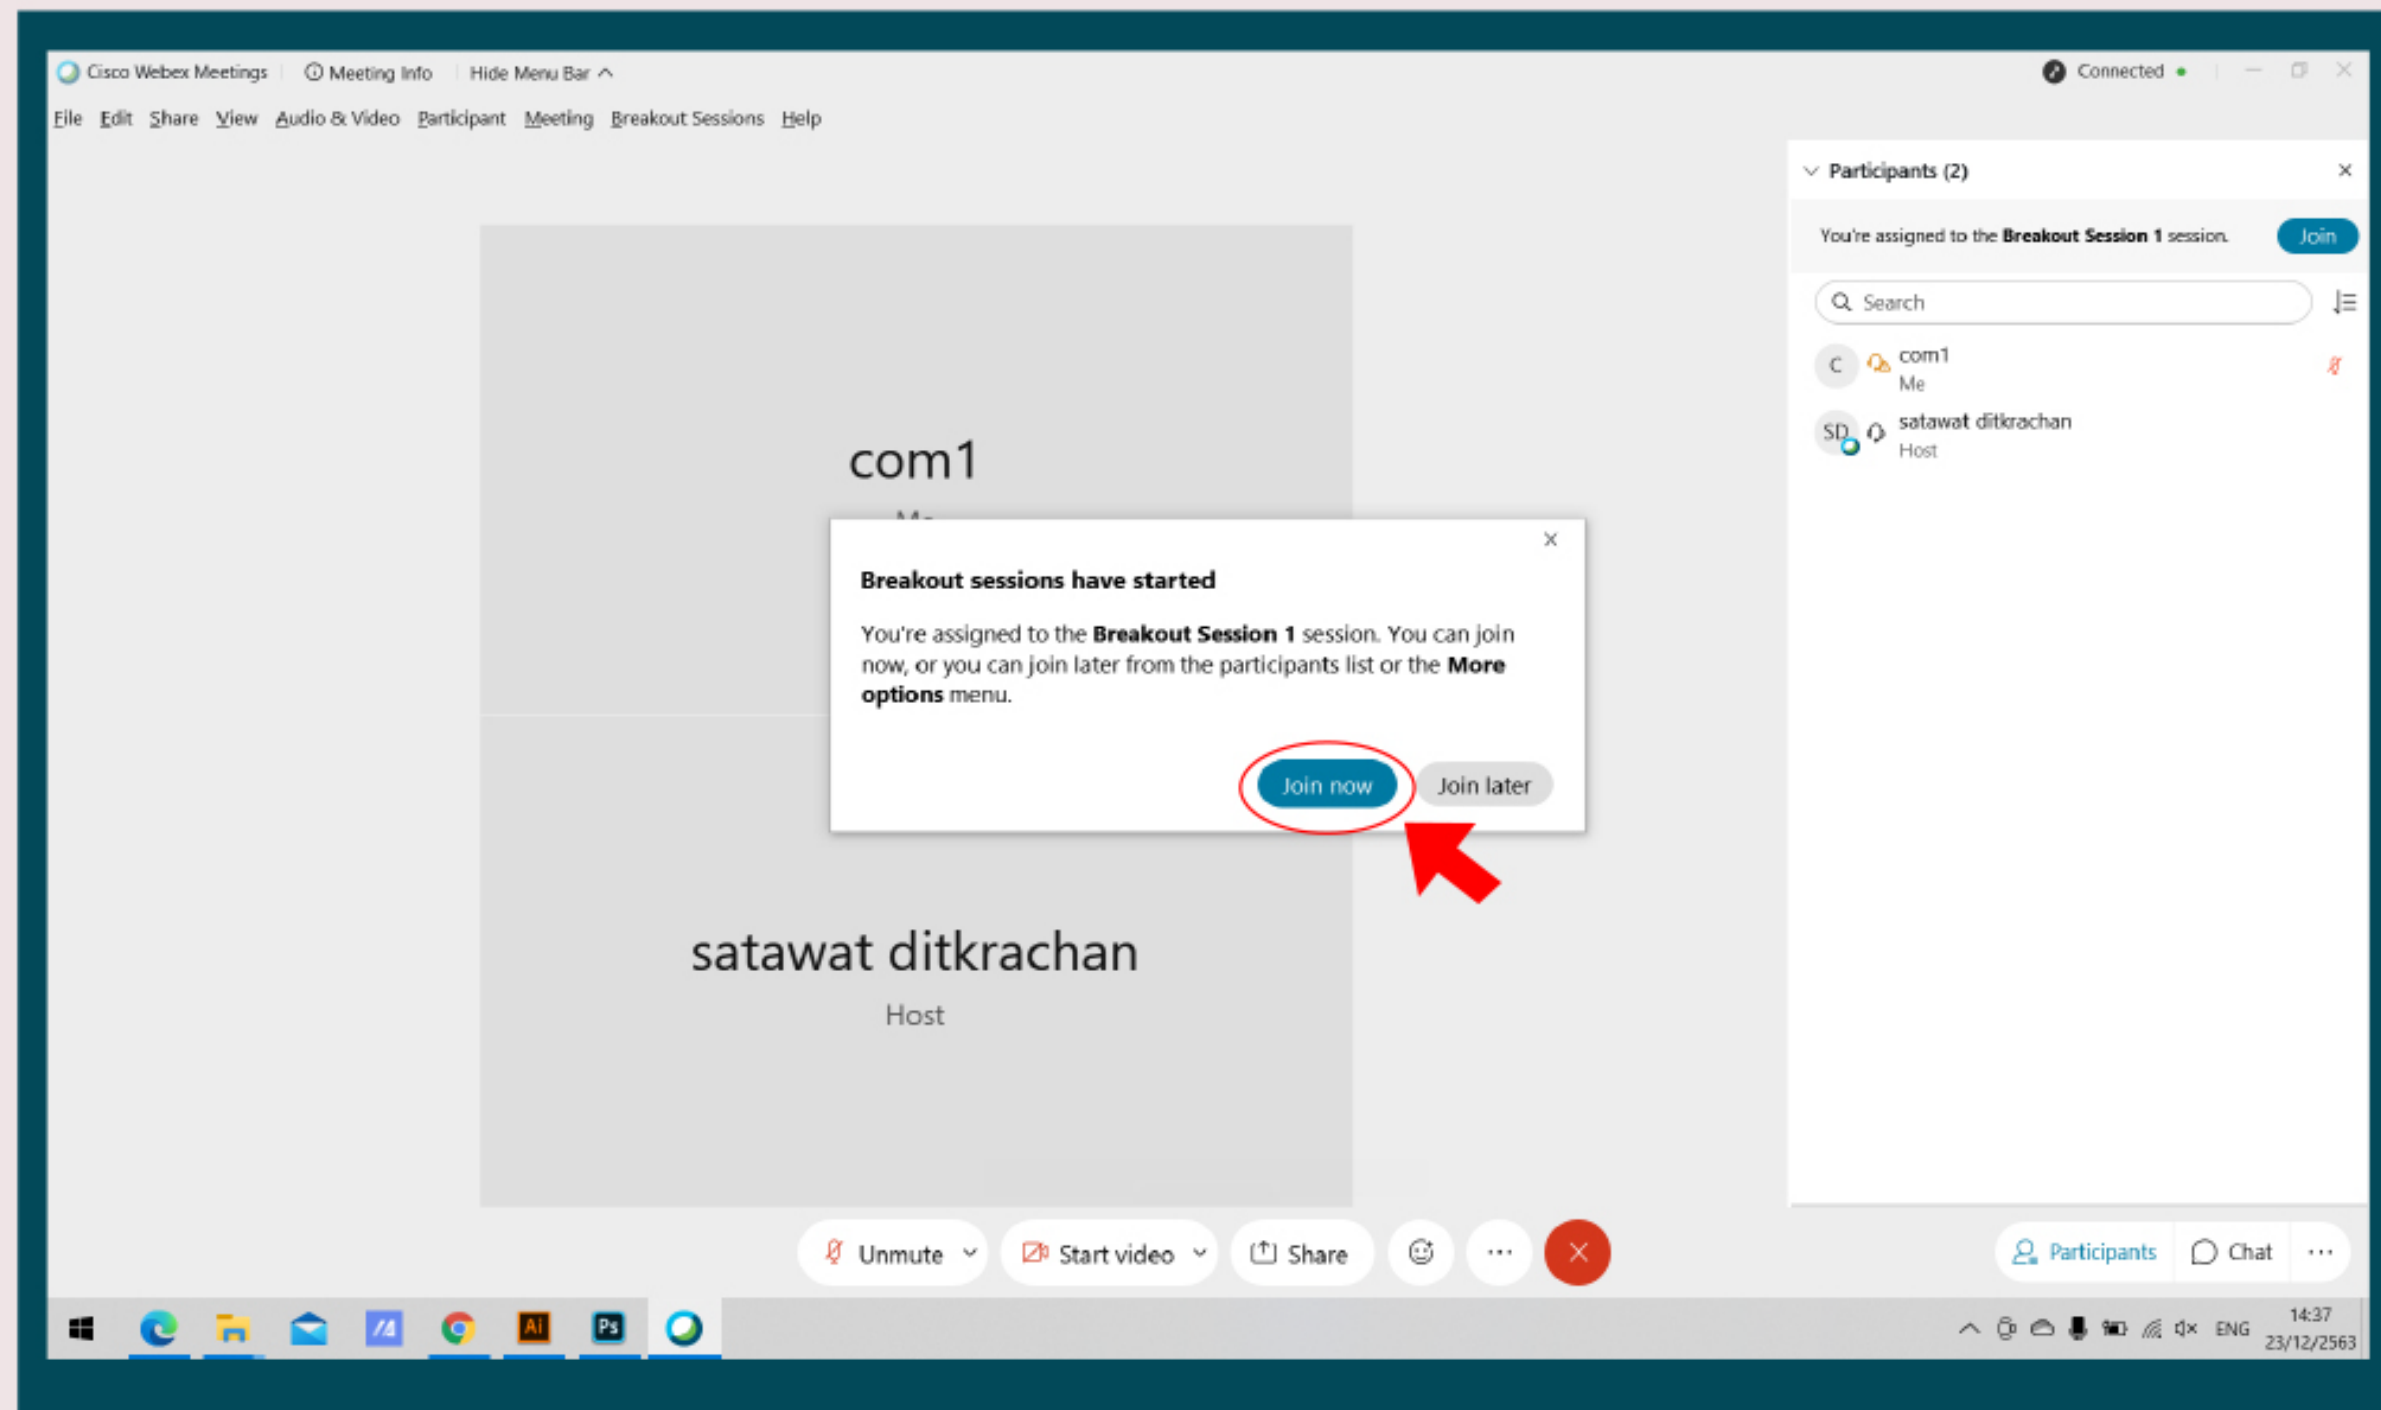 Cisco Webex Meetings Meeting Info Hide Menu Bar
Connected
File Edit Share View Audio & Video Participant Meeting Breakout Sessions Help
Participants (2)
You're assigned to the Breakout Session 1 session. Join
Search
C com1
Me
SD satawat ditkrachan
Host
com1
Breakout sessions have started
You're assigned to the Breakout Session 1 session. You can join
now, or you can join later from the participants list or the More
options menu.
Join now Join later
satawat ditkrachan
Host
Unmute Start video Share
Participants Chat
Ai Ps
ENG
14:37
23/12/2563